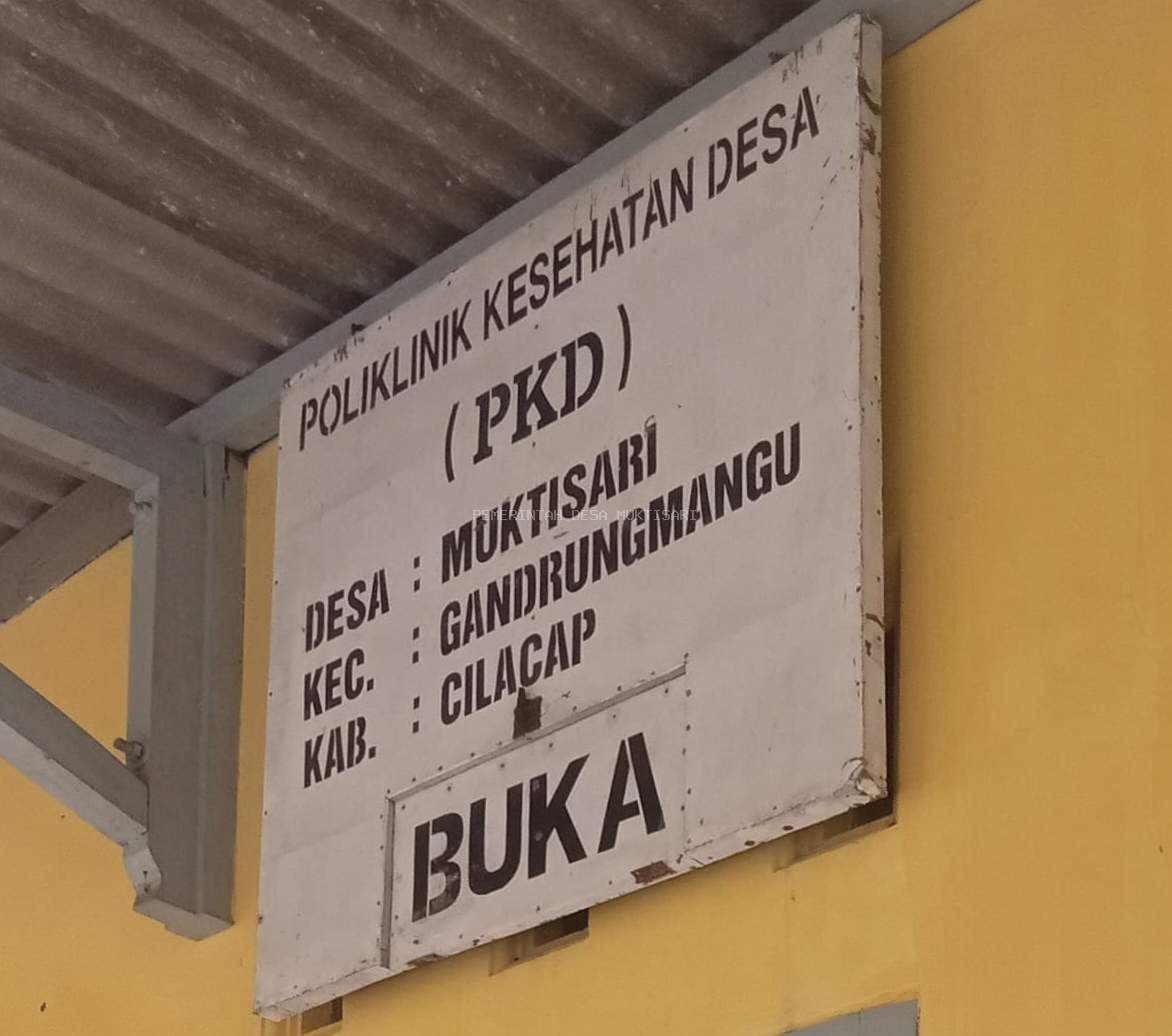 POLIKLINIK KESEHATAN DESA
(PKD)
DESA : MUKTISARI
KEC. : GANDRUNGMANGU
KAB. : CILACAP
BUKA
PEMERINTAH DESA MUKTISARI